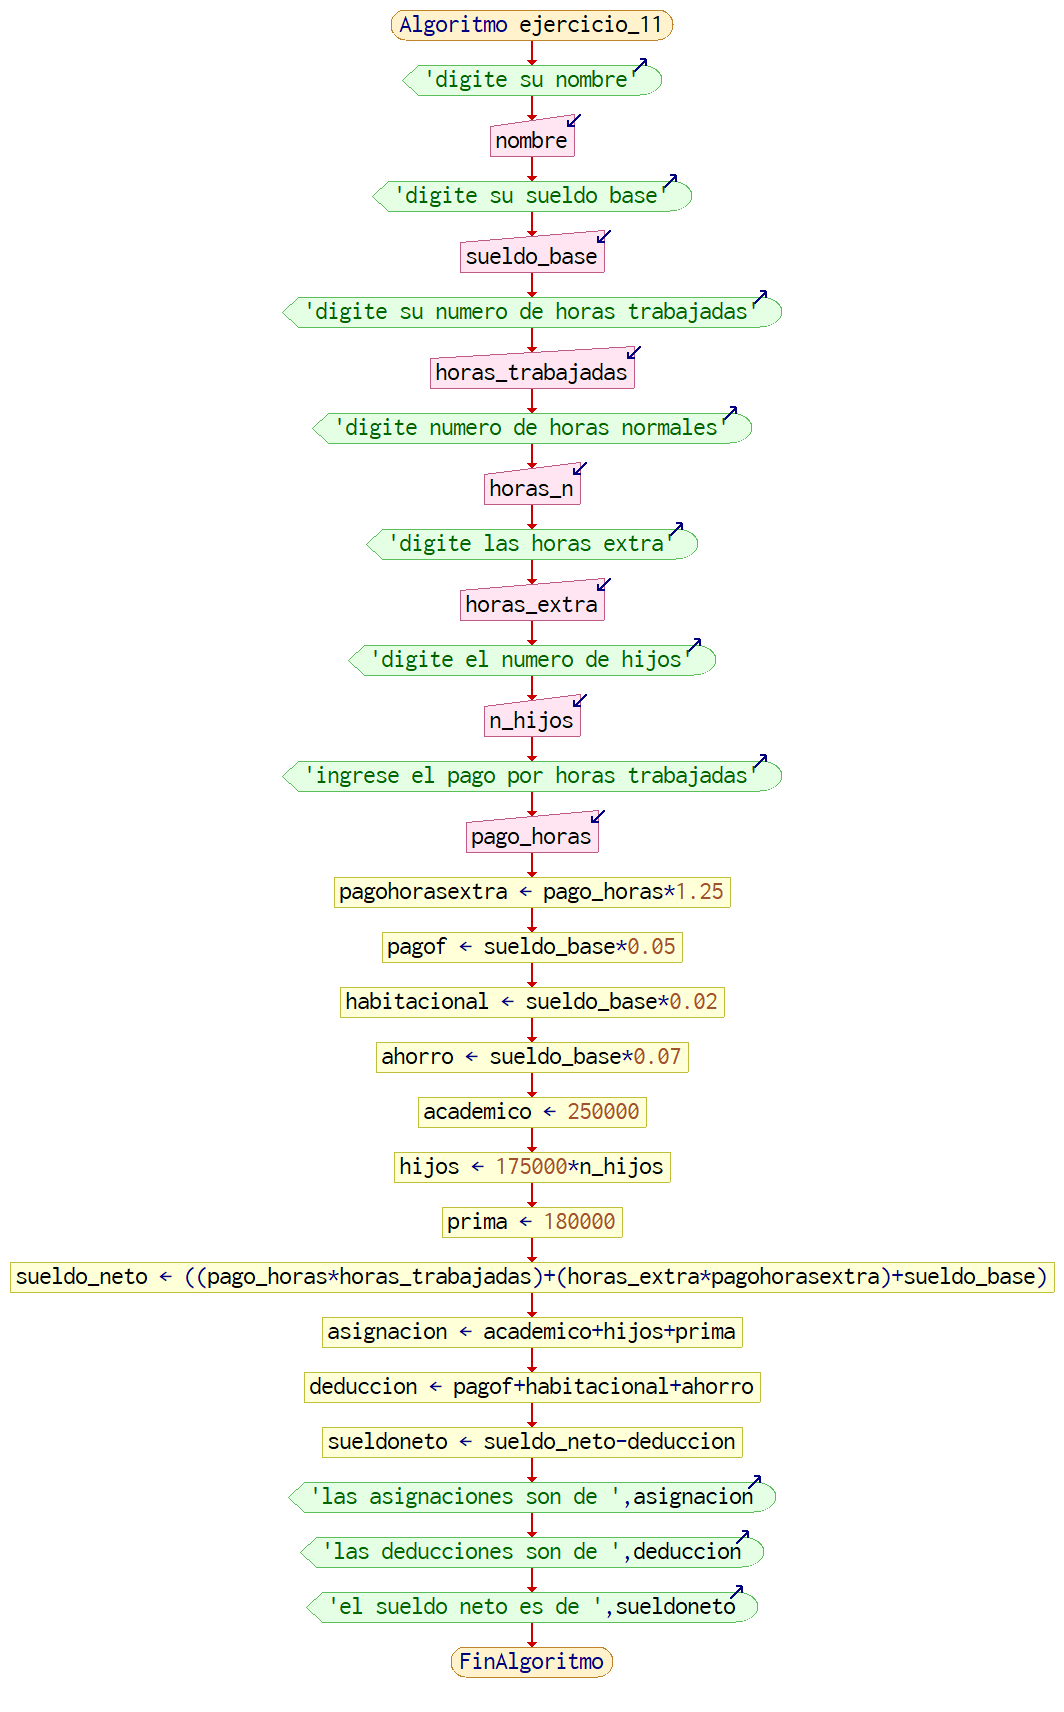 Algoritmo ejercicio_11
'digite su nombre'
nombre
'digite su sueldo base'
sueldo_base
'digite su numero de horas trabajadas'
horas_trabajadas
'digite numero de horas normales'
horas_n
'digite las horas extra'
horas_extra
'digite el numero de hijos'
n_hijos
'ingrese el pago por horas trabajadas'
pago_horas
pagohorasextra ← pago_horas*1.25
pagof ← sueldo_base*0.05
habitacional ← sueldo_base*0.02
ahorro ← sueldo_base*0.07
academico ← 250000
hijos ← 175000*n_hijos
prima ← 180000
sueldo_neto ← ((pago_horas*horas_trabajadas)+(horas_extra*pagohorasextra)+sueldo_base)
asignacion ← academico+hijos+prima
deduccion ← pagof+habitacional+ahorro
sueldoneto ← sueldo_neto-deduccion
'las asignaciones son de ',asignacion
'las deducciones son de ',deduccion
'el sueldo neto es de ',sueldoneto
FinAlgoritmo